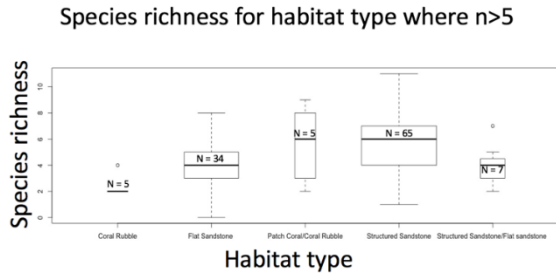 Species richness for habitat type where n>5
Species richness
10
8
6
4
2
0
N = 5
N = 34
N = 5
N = 65
N = 7
Coral Rubble
Flat Sandstone
Patch Coral/Coral Rubble
Structured Sandstone
Structured Sandstone/Flat sandstone
Habitat type